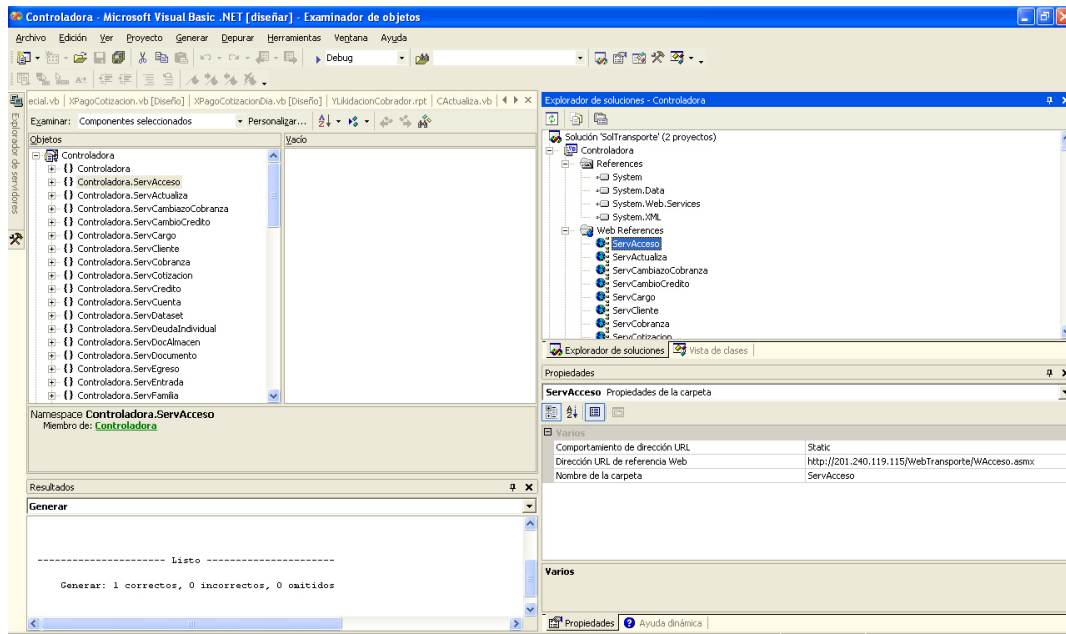 Controladora - Microsoft Visual Basic .NET [diseñar] - Examinador de objetos
Archivo Edición Ver Proyecto Generar Depurar Herramientas Ventana Ayuda
Debug
ecial.vb | XPagoCotizacion.vb [Diseño] | XPagoCotizacionDia.vb [Diseño] | YLikidacionCobrador.rpt | CActualiza.vb
Explorador de servidores
Examinar: Componentes seleccionados Personalizar...
Objetos
Vacío
Controladora
{} Controladora
{} Controladora.ServAcceso
{} Controladora.ServActualiza
{} Controladora.ServCambiazoCobranza
{} Controladora.ServCambioCredito
{} Controladora.ServCargo
{} Controladora.ServCliente
{} Controladora.ServCobranza
{} Controladora.ServCotizacion
{} Controladora.ServCredito
{} Controladora.ServCuenta
{} Controladora.ServDataset
{} Controladora.ServDeudaIndividual
{} Controladora.ServDocAlmacen
{} Controladora.ServDocumento
{} Controladora.ServEgreso
{} Controladora.ServEntrada
{} Controladora.ServFamilia
Namespace Controladora.ServAcceso
Miembro de: Controladora
Resultados
Generar
---------------------- Listo ----------------------
Generar: 1 correctos, 0 incorrectos, 0 omitidos
Explorador de soluciones - Controladora
Solución 'SolTransporte' (2 proyectos)
Controladora
References
System
System.Data
System.Web.Services
System.XML
Web References
ServAcceso
ServActualiza
ServCambiazoCobranza
ServCambioCredito
ServCargo
ServCliente
ServCobranza
ServCotizacion
Explorador de soluciones Vista de clases
Propiedades
ServAcceso Propiedades de la carpeta
Varios
Comportamiento de dirección URL Static
Dirección URL de referencia Web http://201.240.119.115/WebTransporte/WAcceso.asmx
Nombre de la carpeta ServAcceso
Varios
Propiedades Ayuda dinámica